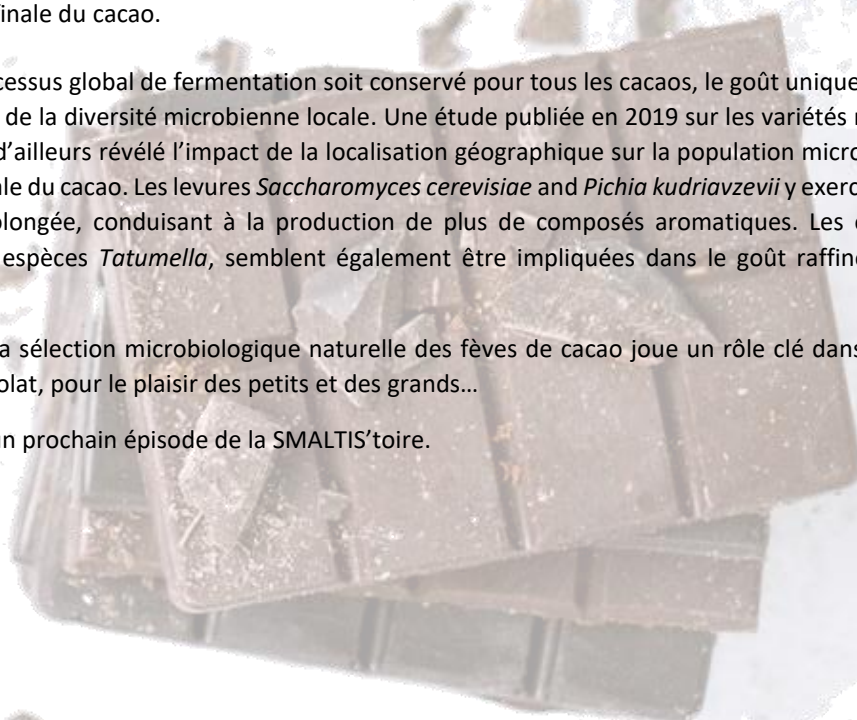 finale du cacao.
cessus global de fermentation soit conservé pour tous les cacaos, le goût unique
de la diversité microbienne locale. Une étude publiée en 2019 sur les variétés
d’ailleurs révélé l’impact de la localisation géographique sur la population micro
ale du cacao. Les levures Saccharomyces cerevisiae and Pichia kudriavzevii y exerc
olongée, conduisant à la production de plus de composés aromatiques. Les
espèces Tatumella, semblent également être impliquées dans le goût raffiné
a sélection microbiologique naturelle des fèves de cacao joue un rôle clé dans
olat, pour le plaisir des petits et des grands…
un prochain épisode de la SMALTIS’toire.